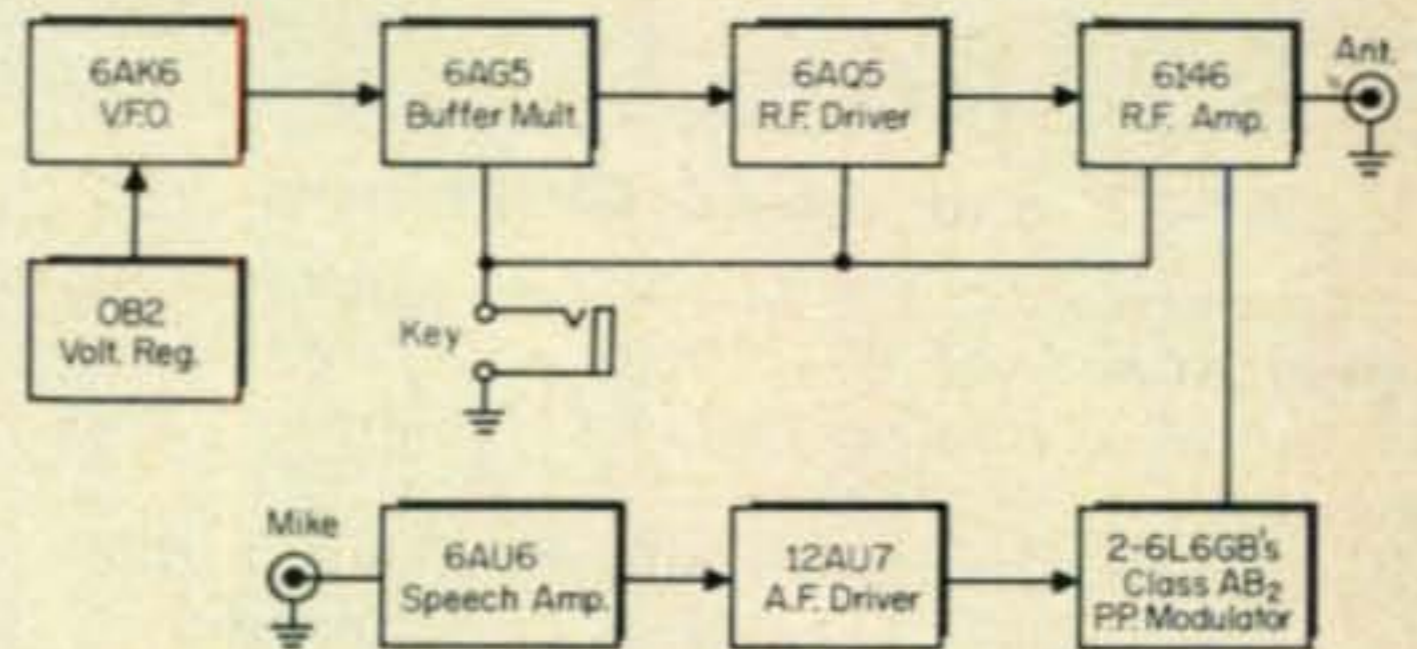 6AK6
V.F.O.
6AG5
Buffer Mult.
6AQ5
R.F. Driver
6146
R.F. Amp.
Ant.
OB2
Volt. Reg.
Key
Mike
6AU6
Speech Amp.
12AU7
A.F. Driver
2-6L6GB's
Class AB₂
P.P. Modulator